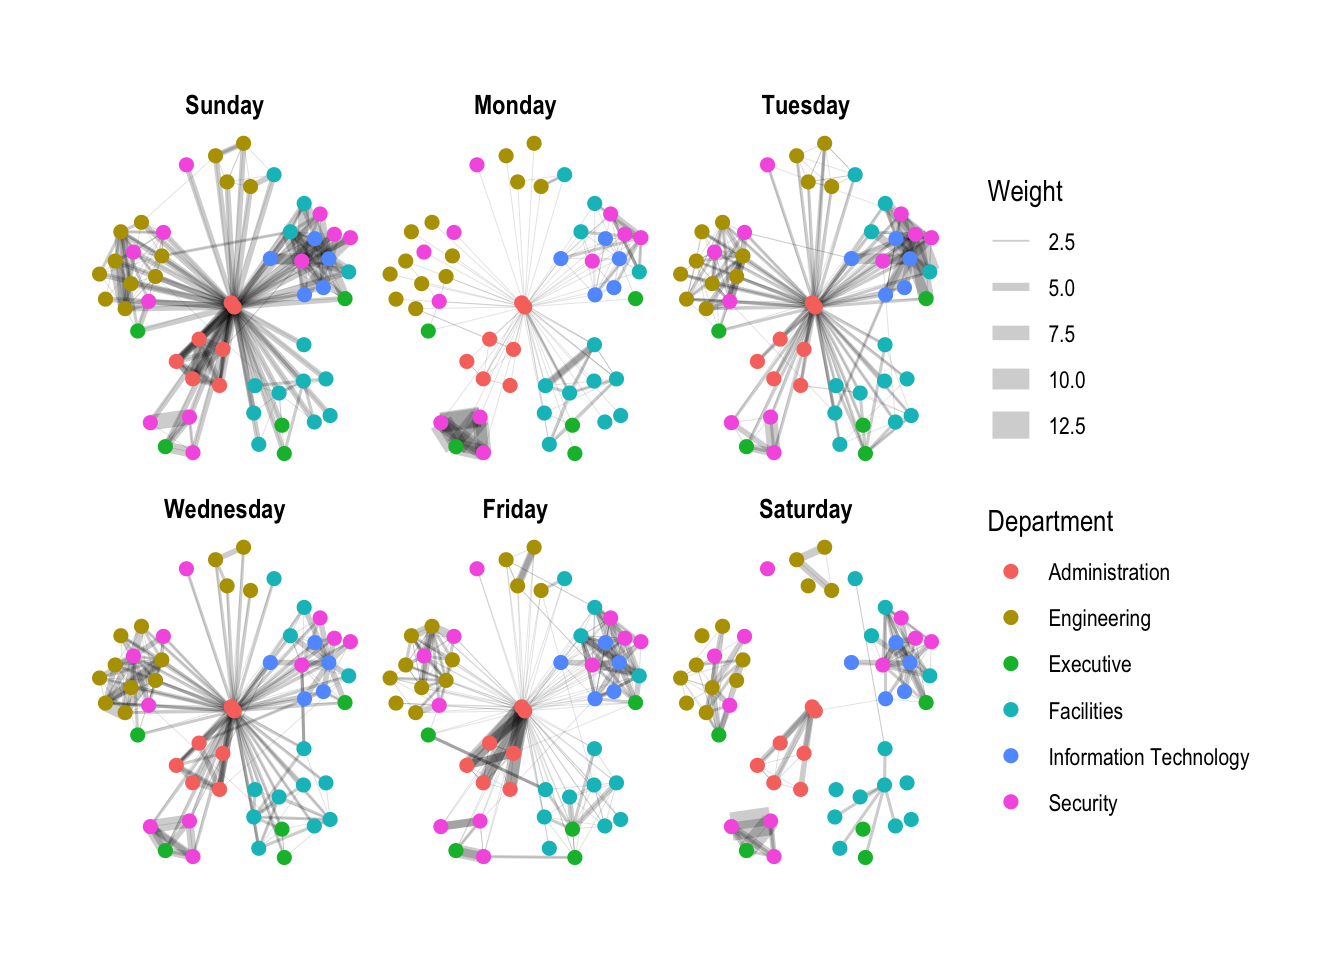 Sunday
Monday
Tuesday
Wednesday
Friday
Saturday
Weight
2.5
5.0
7.5
10.0
12.5
Department
Administration
Engineering
Executive
Facilities
Information Technology
Security